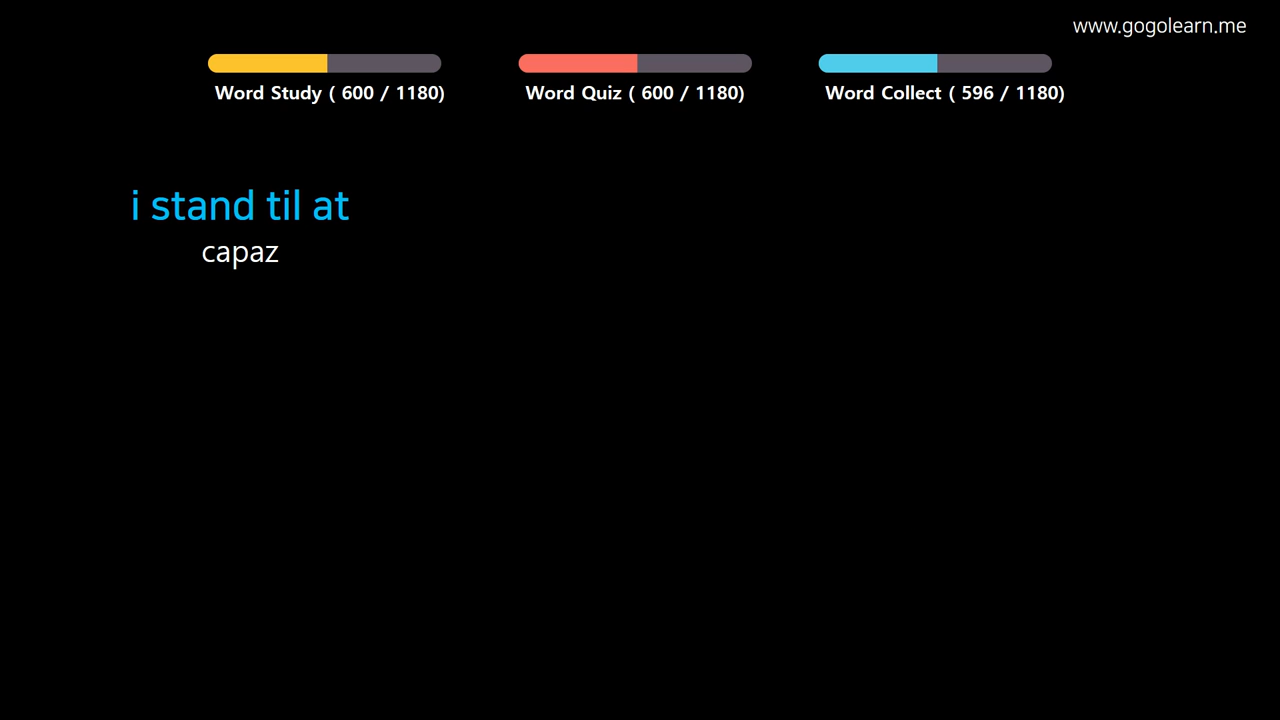 www.gogolearn.me
Word Study ( 600 / 1180)
Word Quiz ( 600 / 1180)
Word Collect ( 596 / 1180)
i stand til at
capaz